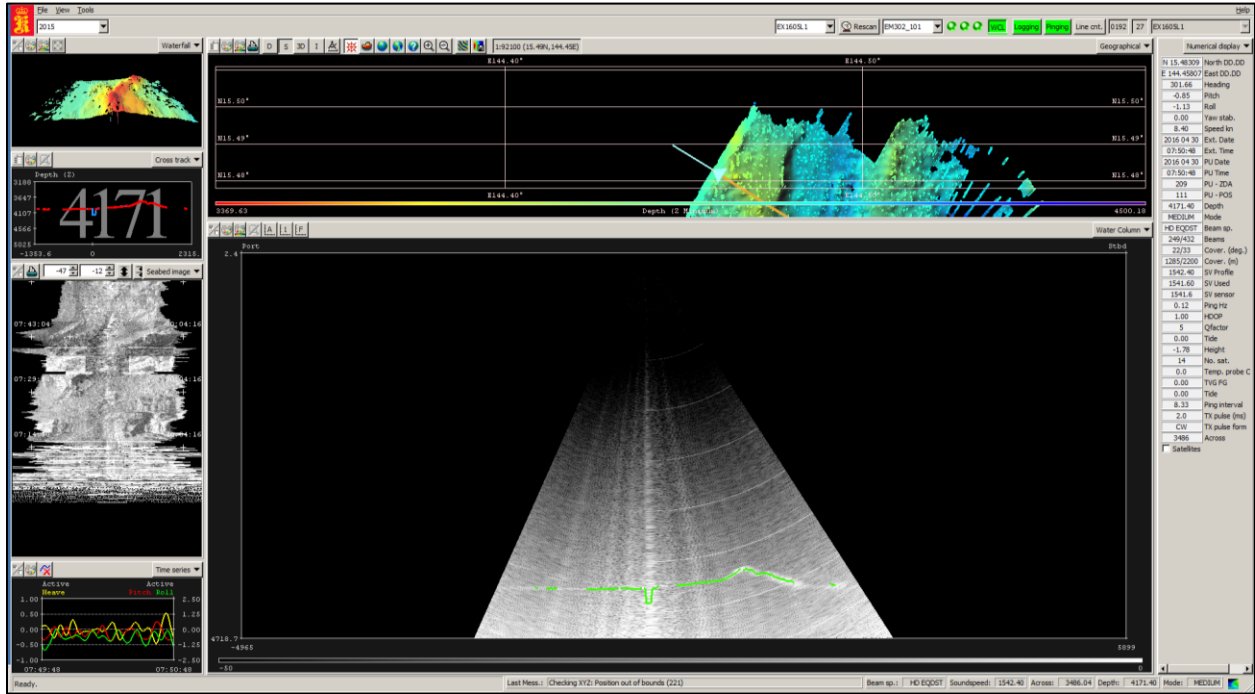 File View Tools Help
2015
EX1605L1 Rescan EM302_101 WCL Logging Pinging Line cnt. 0192 27 EX1605L1
Waterfall
D S 3D I 1:92100 (15.49N,144.45E) Geographical
E144.40° E144.50°
N15.50° N15.50°
N15.49° N15.49°
N15.48° N15.48°
E144.40°
3369.63 4500.18
Cross track
Depth (Z)
3188
3647
4107
4566
5025
4171
-1353.6 0 2315.
A 1 F Water Column
Port Stbd
2.4
4718.7
-4965 5899
-50 0
-47 -12 Seabed image
07:43:04 0:04:16
07:29 04:16
07:14 04:16
Time series
Active Active
Heave Pitch Roll
1.00 2.50
0.50 1.25
0.00 0.00
-0.50 -1.25
-1.00 -2.50
07:49:48 07:50:48
Numerical display
N 15.48309 North DD.DD
E 144.45807 East DD.DD
301.66 Heading
-0.85 Pitch
-1.13 Roll
0.00 Yaw stab.
8.40 Speed kn
2016 04 30 Ext. Date
07:50:48 Ext. Time
2016 04 30 PU Date
07:50:48 PU Time
209 PU - ZDA
111 PU - POS
4171.40 Depth
MEDIUM Mode
HD EQDST Beam sp.
249/432 Beams
22/33 Cover. (deg.)
1285/2200 Cover. (m)
1542.40 SV Profile
1541.60 SV Used
1541.6 SV sensor
0.12 Ping Hz
1.00 HDOP
5 Qfactor
0.00 Tide
-1.78 Height
14 No. sat.
0.0 Temp. probe C
0.00 TVG FG
0.00 Tide
8.33 Ping interval
2.0 TX pulse (ms)
CW TX pulse form
3486 Across
Satellites
Ready. Last Mess.: Checking XYZ: Position out of bounds (221) Beam sp.: HD EQDST Soundspeed: 1542.40 Across: 3486.04 Depth: 4171.40 Mode: MEDIUM